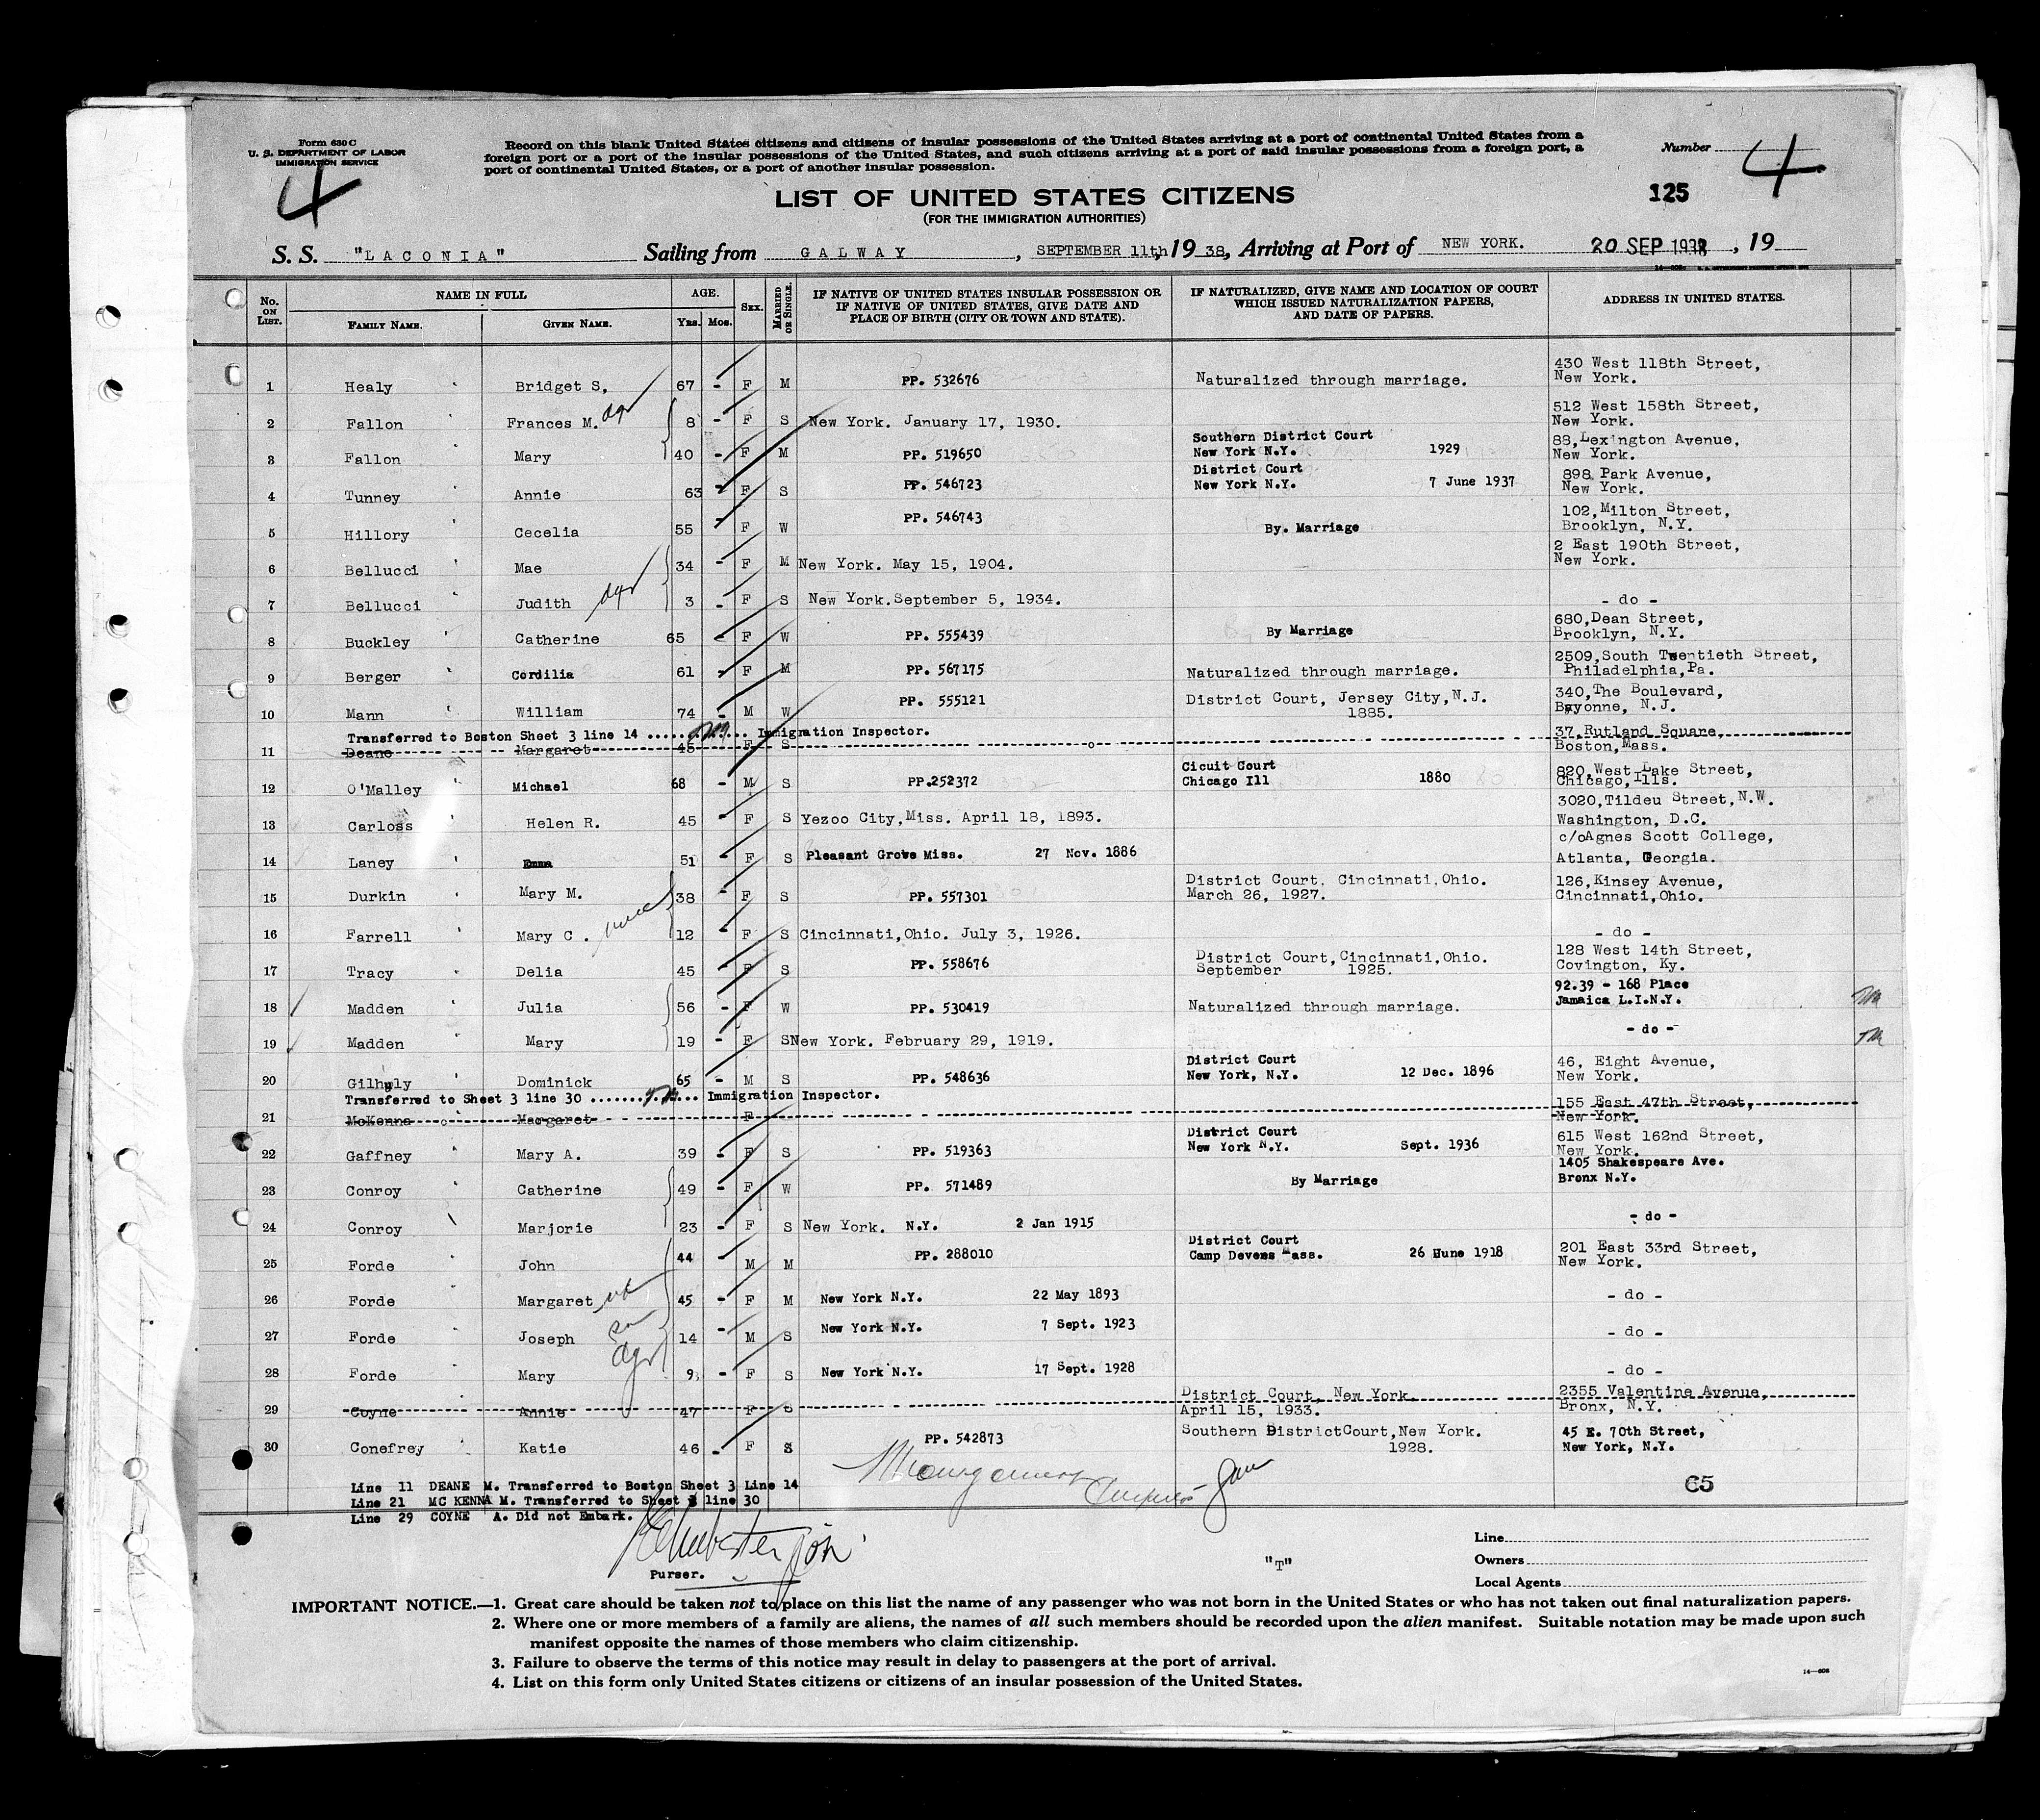 Form 630 C
U. S. DEPARTMENT OF LABOR
IMMIGRATION SERVICE
4
Record on this blank United States citizens and citizens of insular possessions of the United States arriving at a port of continental United States from a
foreign port or a port of the insular possessions of the United States, and such citizens arriving at a port of said insular possessions from a foreign port, a
port of continental United States, or a port of another insular possession.
Number 4
125
LIST OF UNITED STATES CITIZENS
(FOR THE IMMIGRATION AUTHORITIES)
S. S. "LACONIA" Sailing from GALWAY, SEPTEMBER 11th, 19 38, Arriving at Port of NEW YORK. 20 SEP 1938, 19
No. ON LIST. NAME IN FULL FAMILY NAME. GIVEN NAME. AGE. YRS. MOS. SEX. MARRIED OR SINGLE. IF NATIVE OF UNITED STATES INSULAR POSSESSION OR IF NATIVE OF UNITED STATES, GIVE DATE AND PLACE OF BIRTH (CITY OR TOWN AND STATE). IF NATURALIZED, GIVE NAME AND LOCATION OF COURT WHICH ISSUED NATURALIZATION PAPERS, AND DATE OF PAPERS. ADDRESS IN UNITED STATES.
1 Healy Bridget S. 67 - F M PP. 532676 Naturalized through marriage. 430 West 118th Street, New York.
2 Fallon Frances M. dgr 8 - F S New York. January 17, 1930. 512 West 158th Street, New York.
3 Fallon Mary 40 - F M PP. 519650 Southern District Court New York N.Y. 1929 88, Lexington Avenue, New York.
4 Tunney Annie 63 - F S PP. 546723 District Court New York N.Y. 7 June 1937 898 Park Avenue, New York.
5 Hillory Cecelia 55 - F W PP. 546743 By. Marriage 102, Milton Street, Brooklyn, N.Y.
6 Bellucci Mae 34 - F M New York. May 15, 1904. 2 East 190th Street, New York.
7 Bellucci Judith dgr 3 - F S New York. September 5, 1934. - do -
8 Buckley Catherine 65 - F W PP. 555439 By Marriage 680, Dean Street, Brooklyn, N.Y.
9 Berger Cordilia 61 - F M PP. 567175 Naturalized through marriage. 2509, South Twentieth Street, Philadelphia, Pa.
10 Mann William 74 - M W PP. 555121 District Court, Jersey City, N.J. 1885. 340, The Boulevard, Bayonne, N.J.
Transferred to Boston Sheet 3 line 14 ...... TM ... Immigration Inspector.
11 Deane Margaret 45 F S 37, Rutland Square, Boston, Mass.
12 O'Malley Michael 68 - M S PP. 252372 Cicuit Court Chicago Ill 1880 820, West Lake Street, Chicago, Ills.
13 Carloss Helen R. 45 - F S Yezoo City, Miss. April 18, 1893. 3020, Tildeu Street, N.W. Washington, D.C.
14 Laney Emma 51 - F S Pleasant Grove Miss. 27 Nov. 1886 c/o Agnes Scott College, Atlanta, Georgia.
15 Durkin Mary M. 38 - F S PP. 557301 District Court, Cincinnati, Ohio. March 26, 1927. 126, Kinsey Avenue, Cincinnati, Ohio.
16 Farrell Mary C. niece 12 - F S Cincinnati, Ohio. July 3, 1926. - do -
17 Tracy Delia 45 - F S PP. 558676 District Court, Cincinnati, Ohio. September 1925. 128 West 14th Street, Covington, Ky.
18 Madden Julia 56 - F W PP. 530419 Naturalized through marriage. 92.39 - 168 Place Jamaica L.I.N.Y. TM
19 Madden Mary 19 - F S New York. February 29, 1919. - do - TM
20 Gilhuly Dominick 65 - M S PP. 548636 District Court New York, N.Y. 12 Dec. 1896 46, Eight Avenue, New York.
Transferred to Sheet 3 line 30 ....... TM ... Immigration Inspector.
21 McKenna Margaret F 155 East 47th Street, New York.
22 Gaffney Mary A. 39 - F S PP. 519363 District Court New York N.Y. Sept. 1936 615 West 162nd Street, New York.
23 Conroy Catherine 49 - F W PP. 571489 By Marriage 1405 Shakespeare Ave. Bronx N.Y.
24 Conroy Marjorie 23 - F S New York. N.Y. 2 Jan 1915 - do -
25 Forde John 44 - M M PP. 288010 District Court Camp Devens Mass. 26 Hune 1918 201 East 33rd Street, New York.
26 Forde Margaret 45 - F M New York N.Y. 22 May 1893 - do -
27 Forde Joseph 14 - M S New York N.Y. 7 Sept. 1923 - do -
28 Forde Mary dgr 9 - F S New York N.Y. 17 Sept. 1928 - do -
29 Coyne Annie 47 F S District Court, New York. April 15, 1933. 2355 Valentine Avenue, Bronx, N.Y.
30 Conefrey Katie 46 - F S PP. 542873 Southern District Court, New York. 1928. 45 E. 70th Street, New York, N.Y.
Line 11 DEANE M. Transferred to Boston Sheet 3 Line 14
Line 21 MC KENNA M. Transferred to Sheet 3 line 30
Line 29 COYNE A. Did not Embark.
Montgomery
65
Purser.
"T"
Line
Owners
Local Agents
IMPORTANT NOTICE.—1. Great care should be taken not to place on this list the name of any passenger who was not born in the United States or who has not taken out final naturalization papers.
2. Where one or more members of a family are aliens, the names of all such members should be recorded upon the alien manifest. Suitable notation may be made upon such
manifest opposite the names of those members who claim citizenship.
3. Failure to observe the terms of this notice may result in delay to passengers at the port of arrival.
4. List on this form only United States citizens or citizens of an insular possession of the United States.